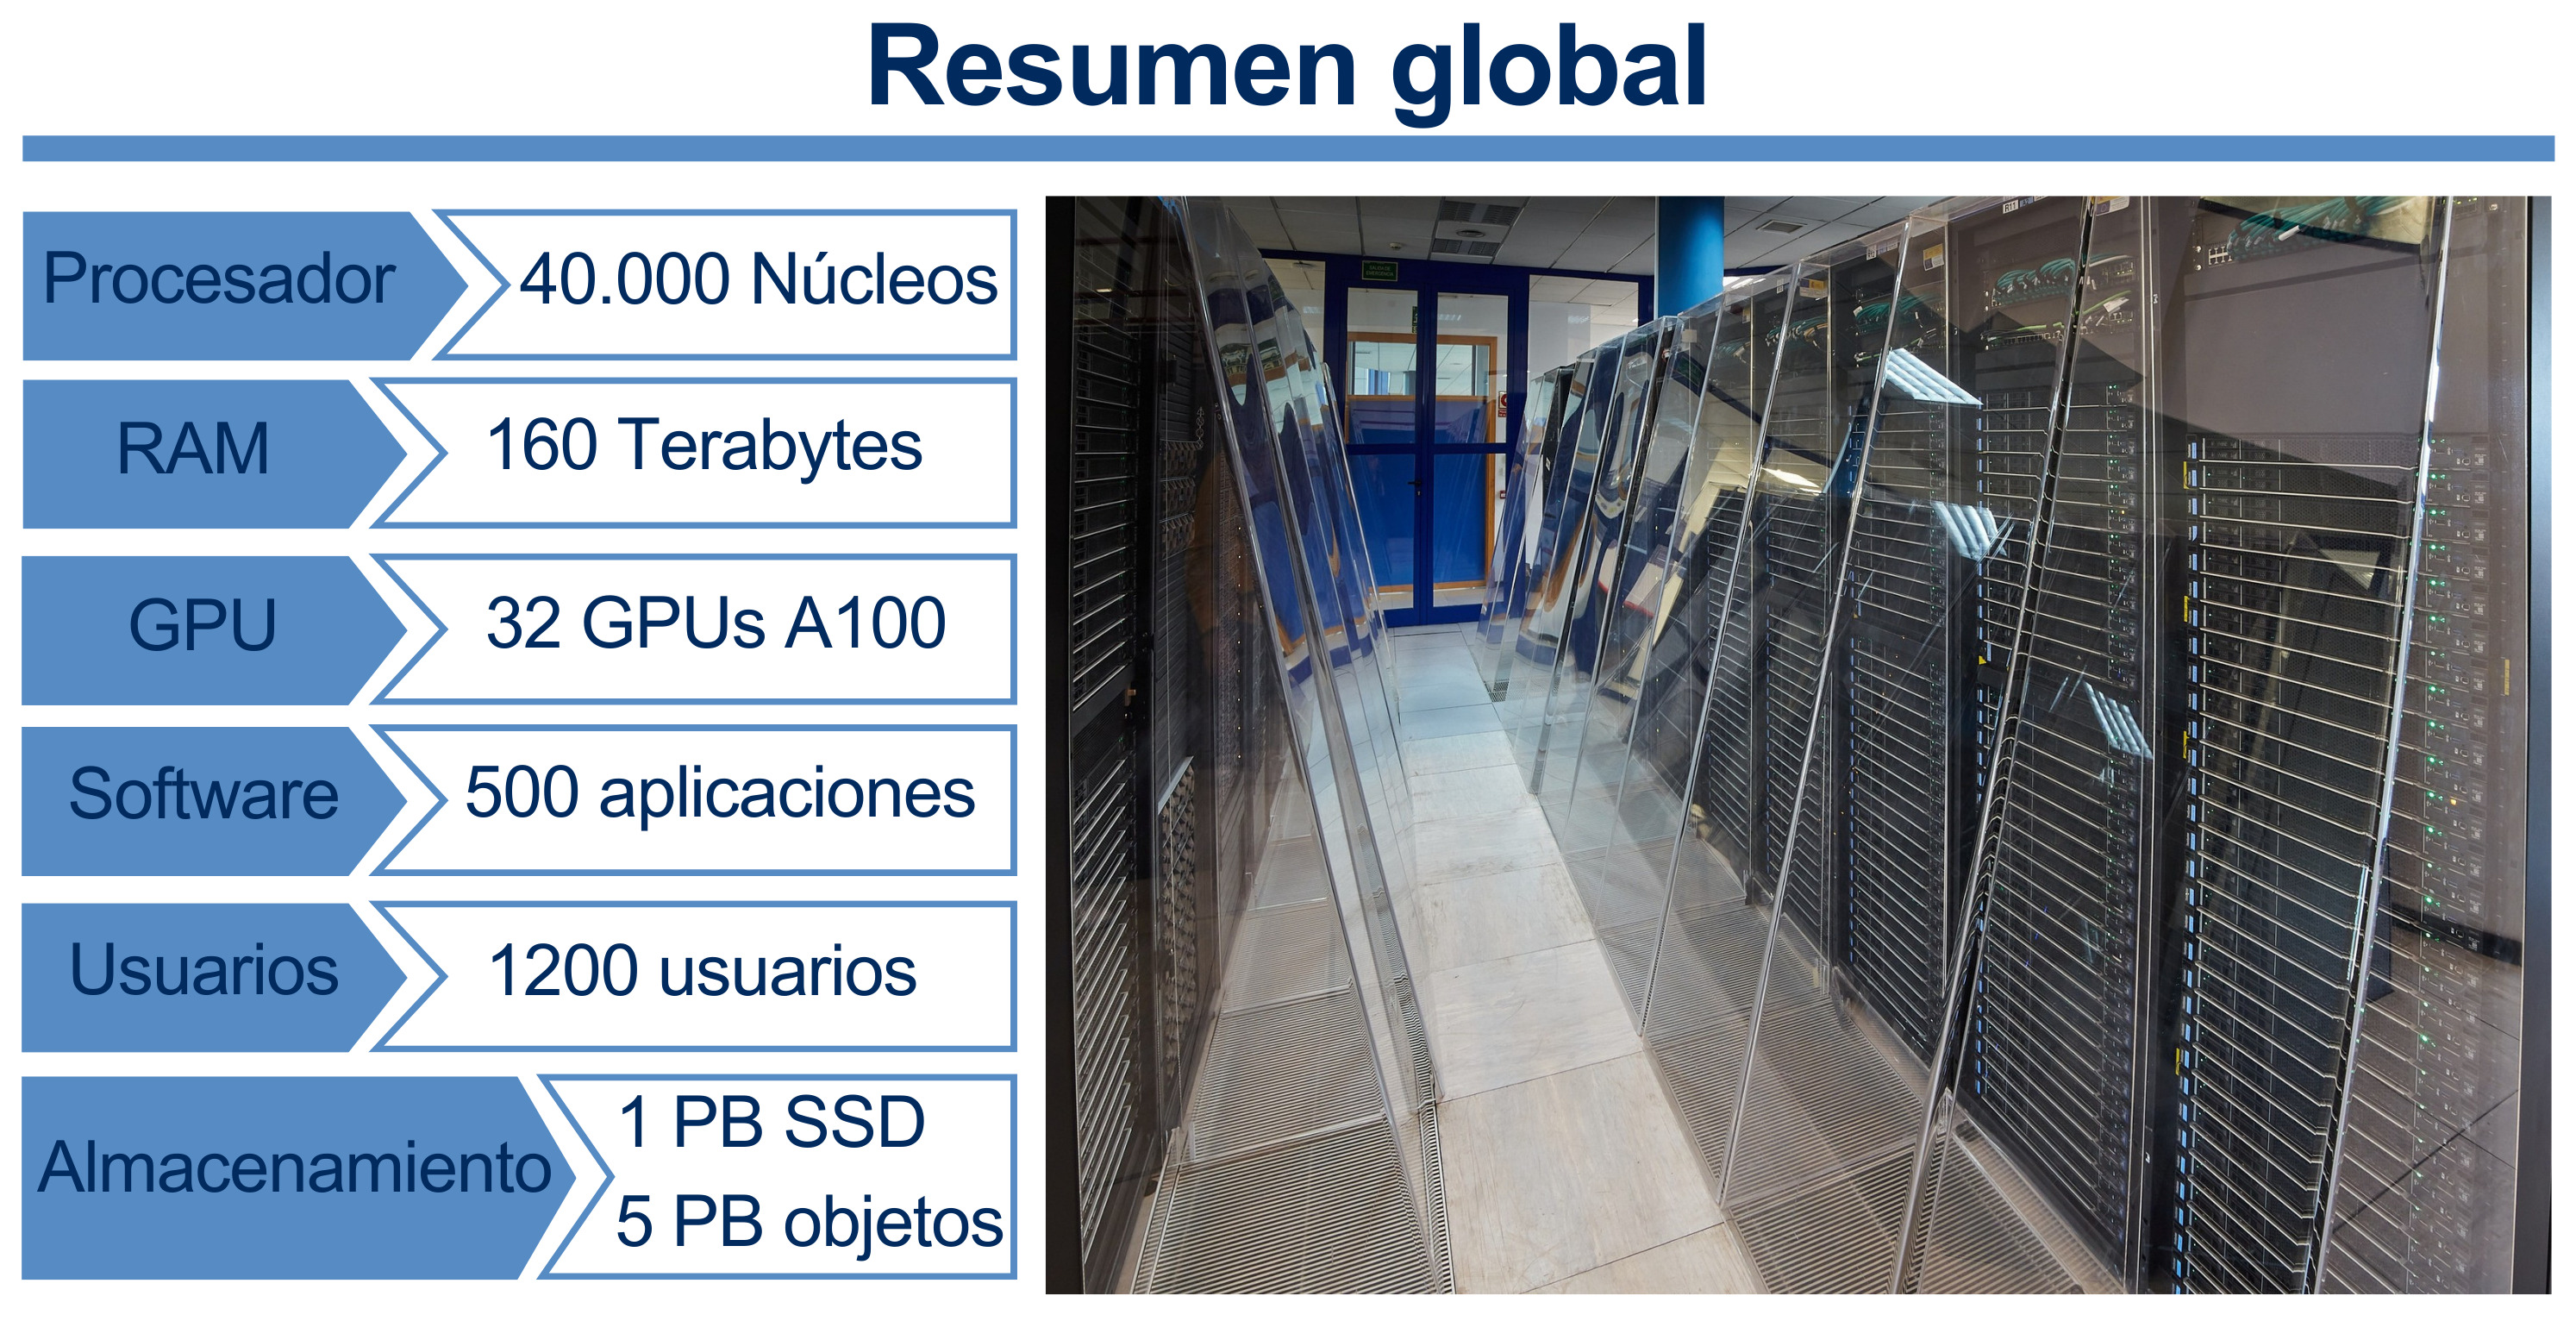 Resumen global
Procesador
40.000 Núcleos
RAM
160 Terabytes
GPU
32 GPUs A100
Software
500 aplicaciones
Usuarios
1200 usuarios
Almacenamiento
1 PB SSD
5 PB objetos